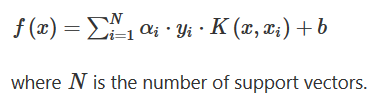 f(x) = ∑_{i=1}^{N} α_i · y_i · K(x, x_i) + b
where N is the number of support vectors.